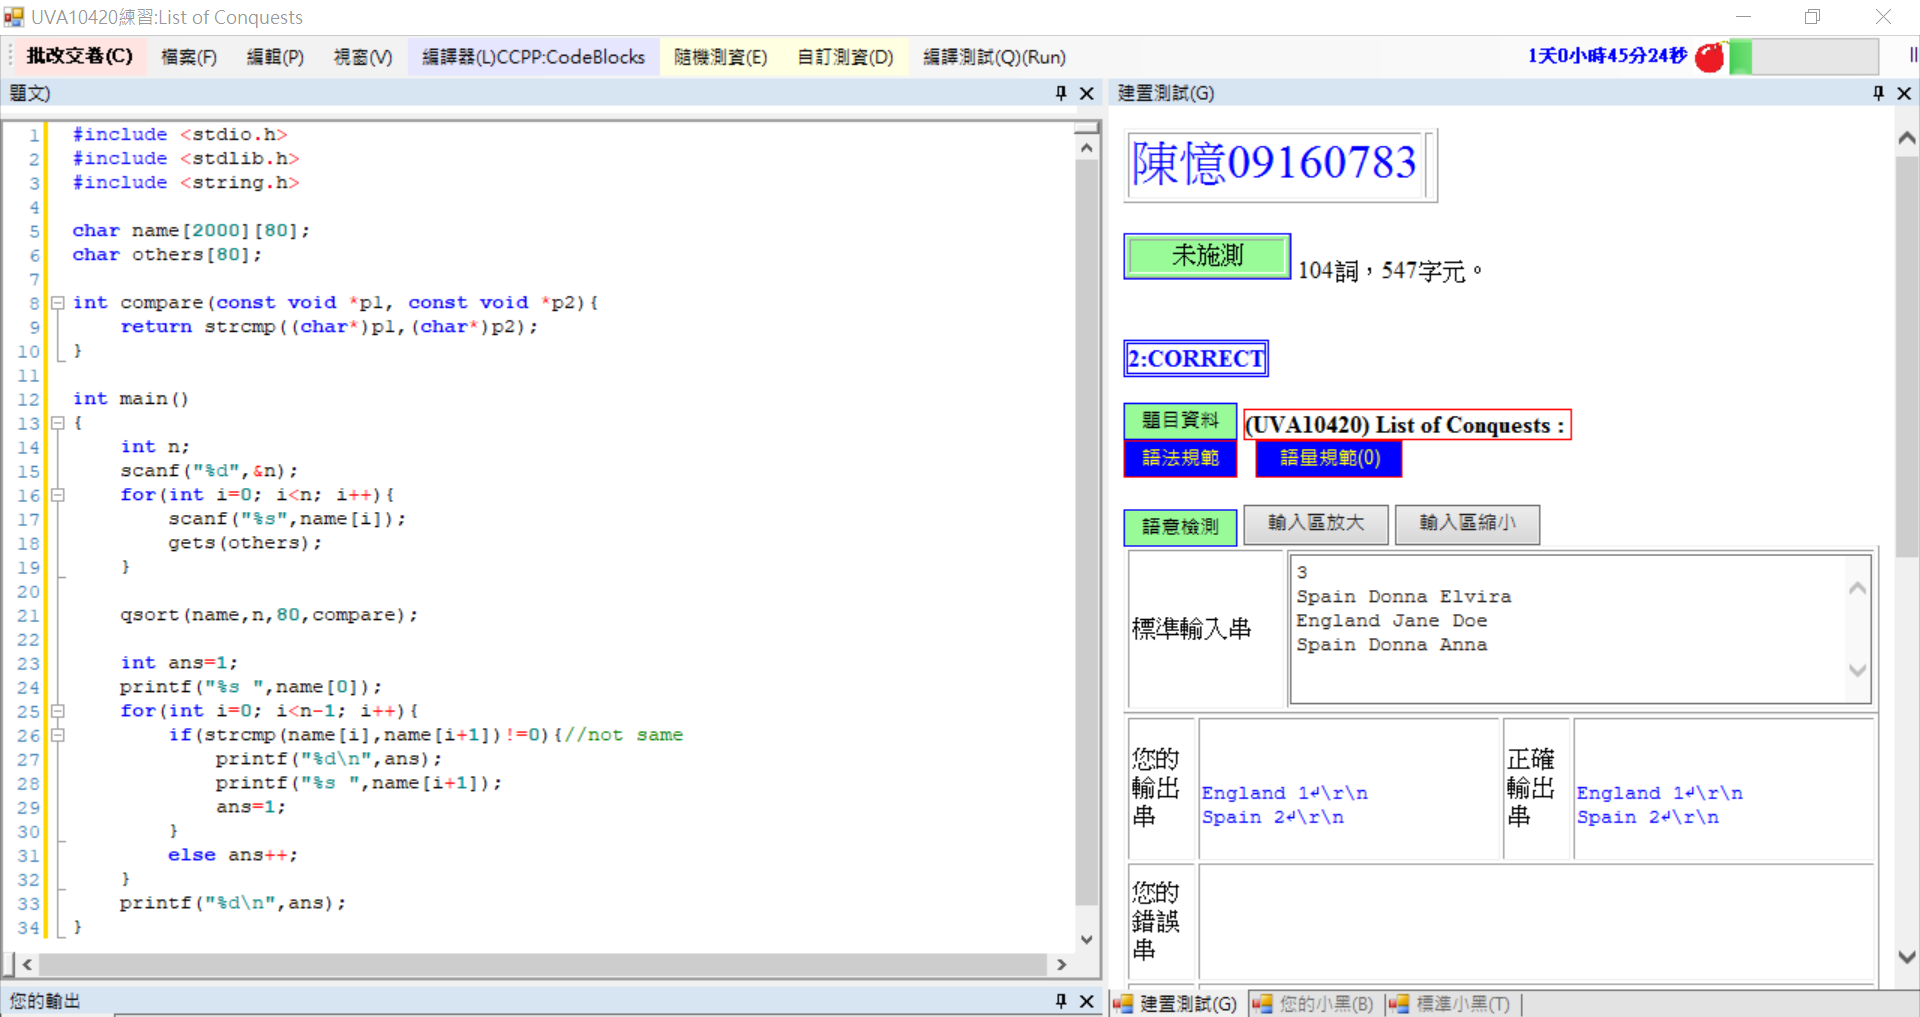 UVA10420練習:List of Conquests
批改交卷(C) 檔案(F) 編輯(P) 視窗(V) 編譯器(L)CCPP:CodeBlocks 隨機測資(E) 自訂測資(D) 編譯測試(Q)(Run) 1天0小時45分24秒
題文)
1 #include <stdio.h>
2 #include <stdlib.h>
3 #include <string.h>
4
5 char name[2000][80];
6 char others[80];
7
8 int compare(const void *p1, const void *p2){
9     return strcmp((char*)p1,(char*)p2);
10 }
11
12 int main()
13 {
14     int n;
15     scanf("%d",&n);
16     for(int i=0; i<n; i++){
17         scanf("%s",name[i]);
18         gets(others);
19     }
20
21     qsort(name,n,80,compare);
22
23     int ans=1;
24     printf("%s ",name[0]);
25     for(int i=0; i<n-1; i++){
26         if(strcmp(name[i],name[i+1])!=0){//not same
27             printf("%d\n",ans);
28             printf("%s ",name[i+1]);
29             ans=1;
30         }
31         else ans++;
32     }
33     printf("%d\n",ans);
34 }
您的輸出
建置測試(G)
陳憶09160783
未施測 104詞，547字元。
2:CORRECT
題目資料 (UVA10420) List of Conquests :
語法規範 語量規範(0)
語意檢測 輸入區放大 輸入區縮小
標準輸入串
3
Spain Donna Elvira
England Jane Doe
Spain Donna Anna
您的輸出串
England 1↲\r\n
Spain 2↲\r\n
正確輸出串
England 1↲\r\n
Spain 2↲\r\n
您的錯誤串
建置測試(G) 您的小黑(B) 標準小黑(T)